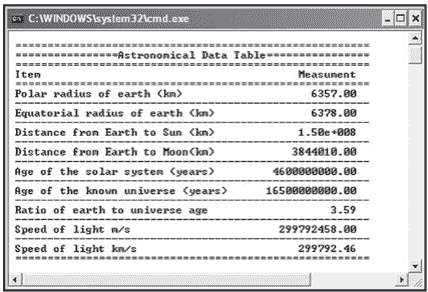 C:\WINDOWS\system32\cmd.exe
==================================================
===============Astronomical Data Table===============
==================================================
Item Measument
==================================================
Polar radius of earth (km) 6357.00
--------------------------------------------------
Equatorial radius of earth (km) 6378.00
--------------------------------------------------
Distance from Earth to Sun (km) 1.50e+008
--------------------------------------------------
Distance from Earth to Moon(km) 3844010.00
--------------------------------------------------
Age of the solar system (years) 4600000000.00
--------------------------------------------------
Age of the known universe (years) 16500000000.00
--------------------------------------------------
Ratio of earth to universe age 3.59
--------------------------------------------------
Speed of light m/s 299792458.00
--------------------------------------------------
Speed of light km/s 299792.46
==================================================